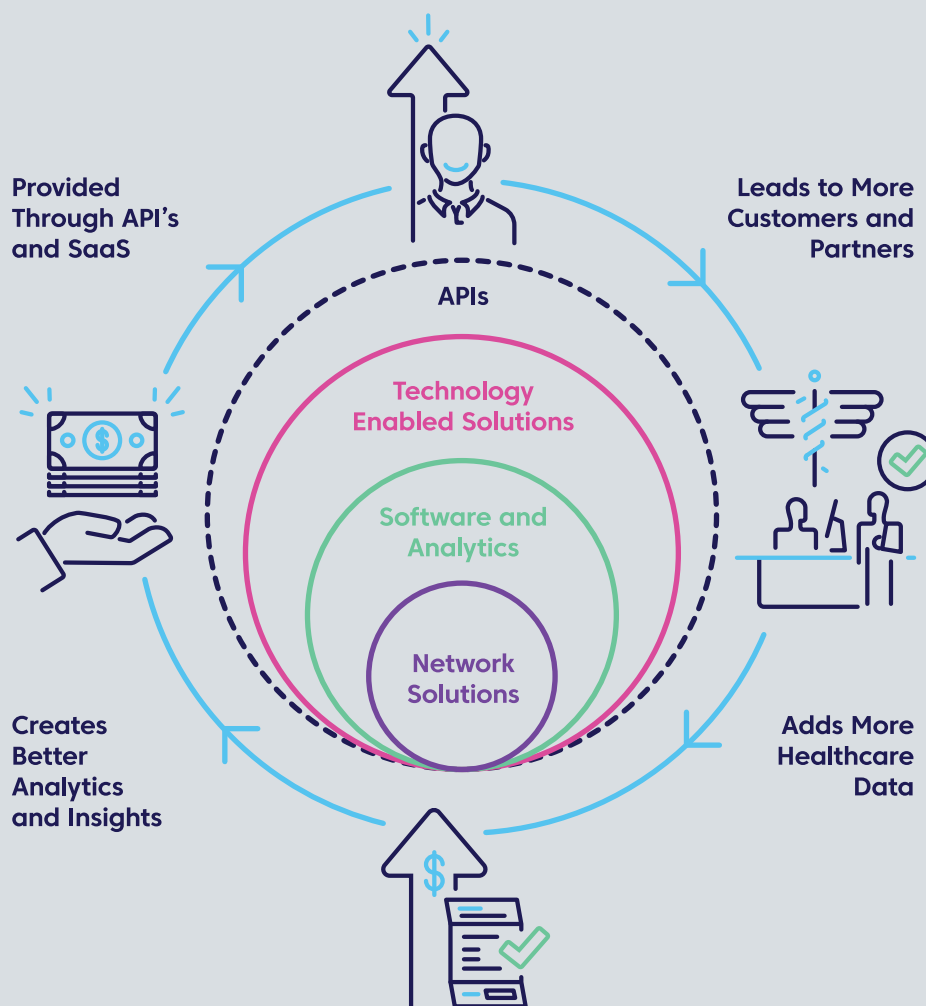 Provided
Through API's
and SaaS
Leads to More
Customers and
Partners
APIs
Technology
Enabled Solutions
$
Software and
Analytics
Network
Solutions
Creates
Better
Analytics
and Insights
Adds More
Healthcare
Data
$